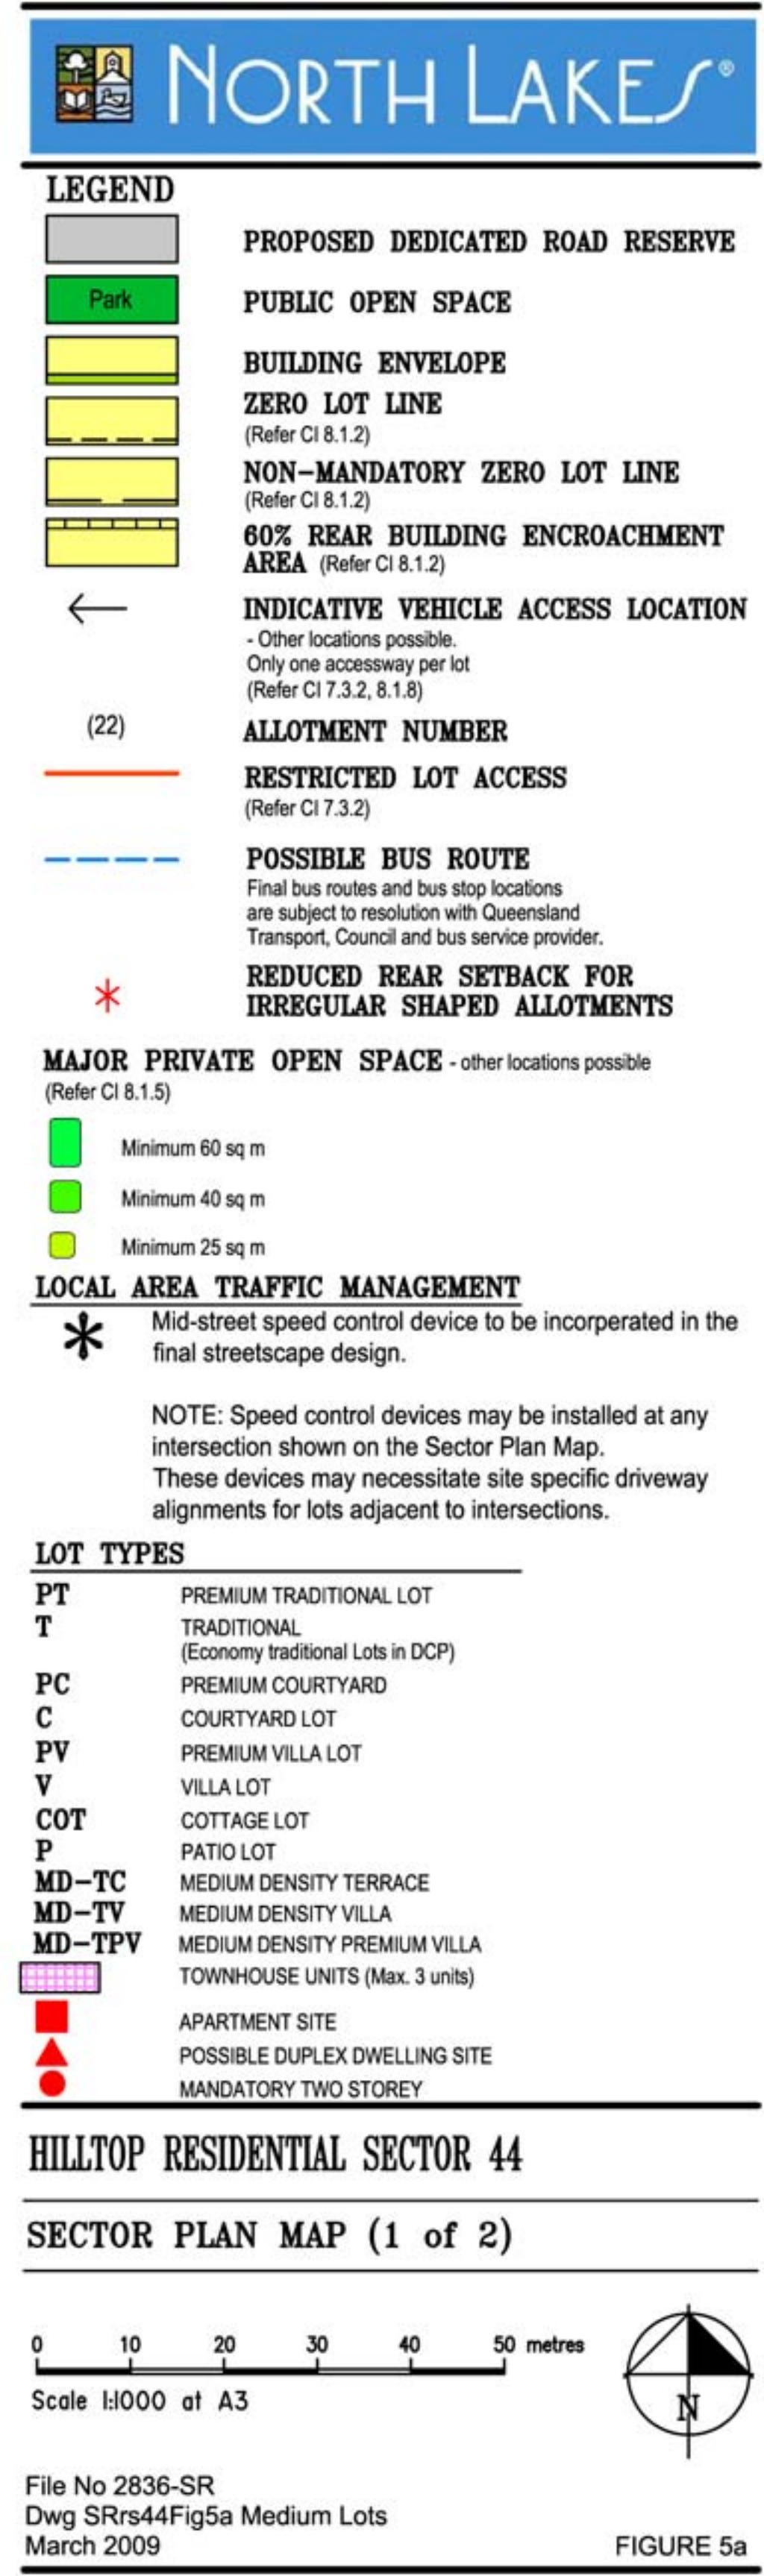 NORTH LAKES®
LEGEND
PROPOSED DEDICATED ROAD RESERVE
Park
PUBLIC OPEN SPACE
BUILDING ENVELOPE
ZERO LOT LINE
(Refer Cl 8.1.2)
NON-MANDATORY ZERO LOT LINE
(Refer Cl 8.1.2)
60% REAR BUILDING ENCROACHMENT
AREA (Refer Cl 8.1.2)
INDICATIVE VEHICLE ACCESS LOCATION
- Other locations possible.
Only one accessway per lot
(Refer Cl 7.3.2, 8.1.8)
(22)
ALLOTMENT NUMBER
RESTRICTED LOT ACCESS
(Refer Cl 7.3.2)
POSSIBLE BUS ROUTE
Final bus routes and bus stop locations
are subject to resolution with Queensland
Transport, Council and bus service provider.
REDUCED REAR SETBACK FOR
IRREGULAR SHAPED ALLOTMENTS
MAJOR PRIVATE OPEN SPACE - other locations possible
(Refer Cl 8.1.5)
Minimum 60 sq m
Minimum 40 sq m
Minimum 25 sq m
LOCAL AREA TRAFFIC MANAGEMENT
Mid-street speed control device to be incorperated in the
final streetscape design.
NOTE: Speed control devices may be installed at any
intersection shown on the Sector Plan Map.
These devices may necessitate site specific driveway
alignments for lots adjacent to intersections.
LOT TYPES
PT PREMIUM TRADITIONAL LOT
T TRADITIONAL
(Economy traditional Lots in DCP)
PC PREMIUM COURTYARD
C COURTYARD LOT
PV PREMIUM VILLA LOT
V VILLA LOT
COT COTTAGE LOT
P PATIO LOT
MD-TC MEDIUM DENSITY TERRACE
MD-TV MEDIUM DENSITY VILLA
MD-TPV MEDIUM DENSITY PREMIUM VILLA
TOWNHOUSE UNITS (Max. 3 units)
APARTMENT SITE
POSSIBLE DUPLEX DWELLING SITE
MANDATORY TWO STOREY
HILLTOP RESIDENTIAL SECTOR 44
SECTOR PLAN MAP (1 of 2)
0 10 20 30 40 50 metres
Scale 1:1000 at A3
N
File No 2836-SR
Dwg SRrs44Fig5a Medium Lots
March 2009
FIGURE 5a